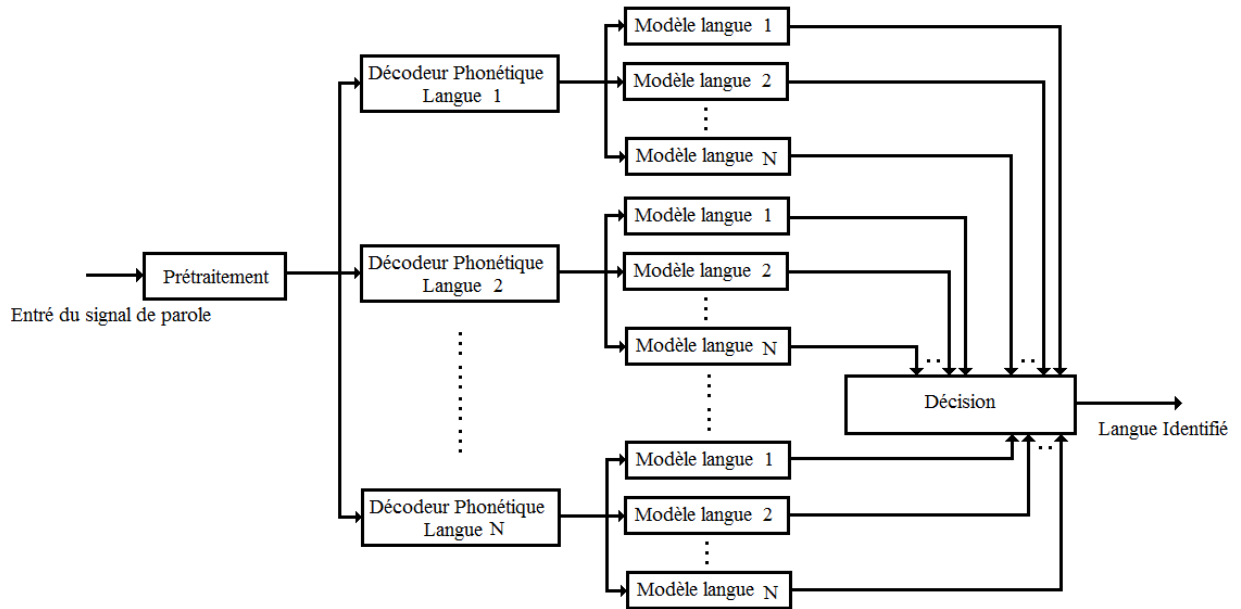 Modèle langue 1
Décodeur Phonétique
Langue 1
Modèle langue 2
Modèle langue N
Modèle langue 1
Prétraitement
Décodeur Phonétique
Langue 2
Modèle langue 2
Entré du signal de parole
Modèle langue N
Décision
Langue Identifié
Modèle langue 1
Décodeur Phonétique
Langue N
Modèle langue 2
Modèle langue N